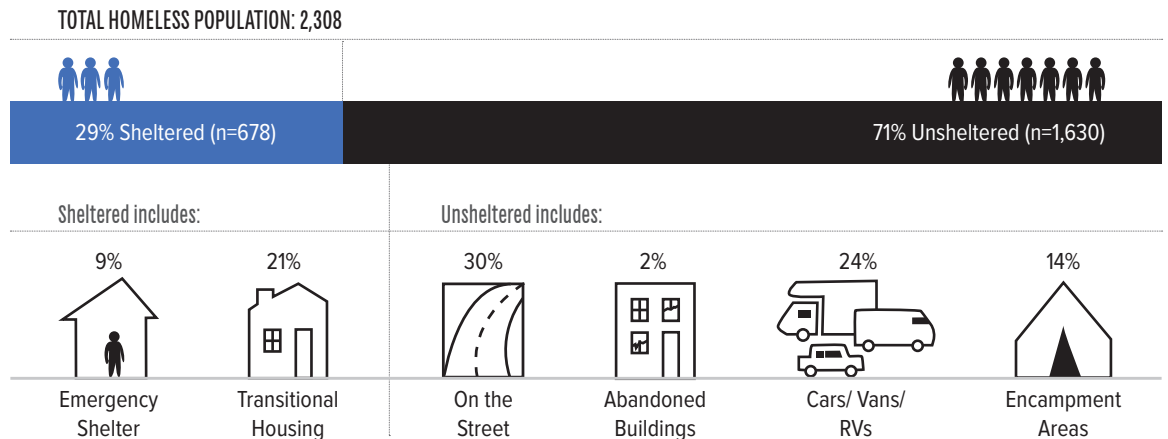 TOTAL HOMELESS POPULATION: 2,308
29% Sheltered (n=678)
71% Unsheltered (n=1,630)
Sheltered includes:
Unsheltered includes:
9%
21%
30%
2%
24%
14%
Emergency
Shelter
Transitional
Housing
On the
Street
Abandoned
Buildings
Cars/ Vans/
RVs
Encampment
Areas